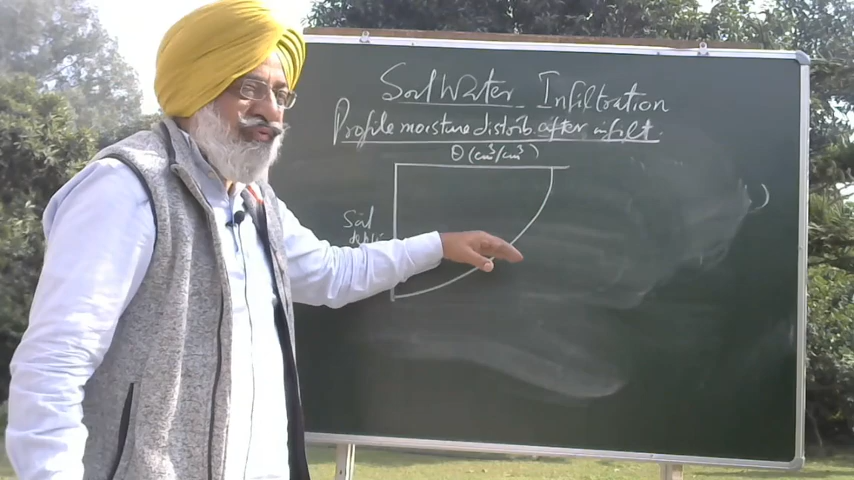 Soil Water Infiltration
Profile moisture distrib. after infilt.
θ (cm³/cm³)
Soil
depth